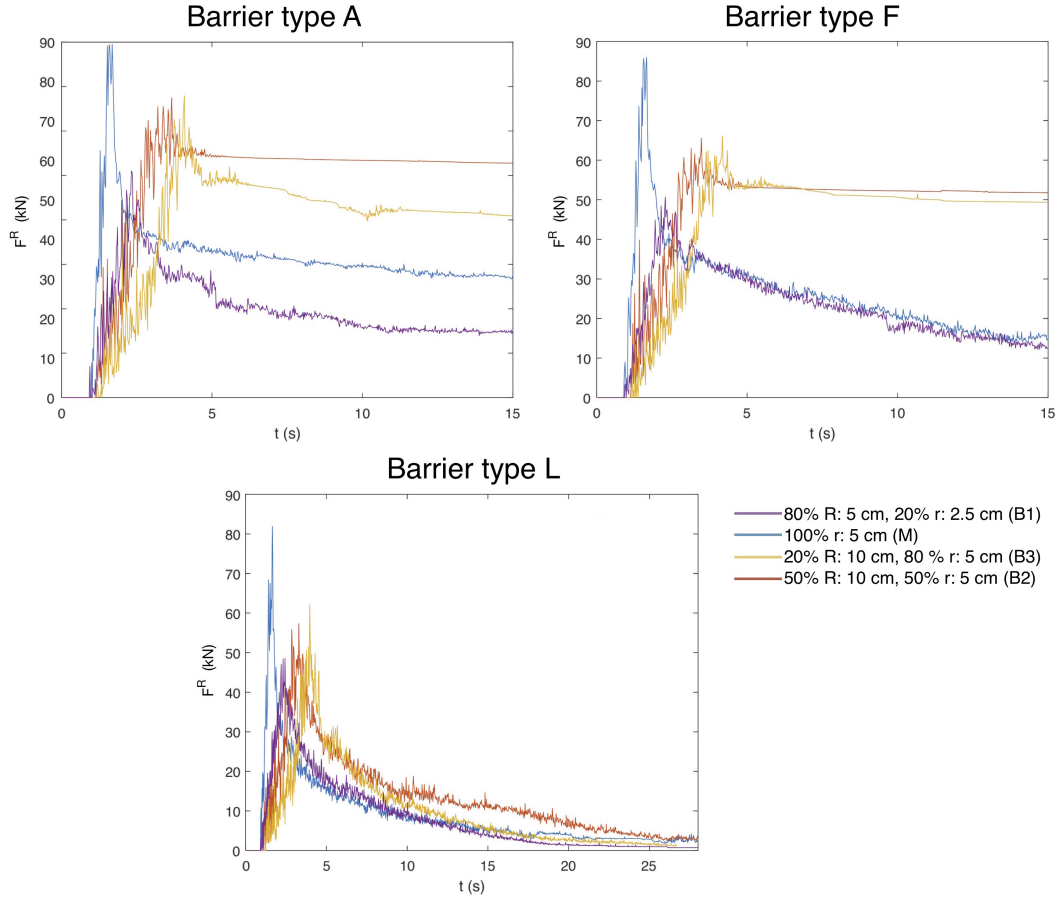 Barrier type A
90
80
70
60
50
40
30
20
10
0
F^R (kN)
0 5 10 15
t (s)
Barrier type F
90
80
70
60
50
40
30
20
10
0
F^R (kN)
0 5 10 15
t (s)
Barrier type L
90
80
70
60
50
40
30
20
10
0
F^R (kN)
0 5 10 15 20 25
t (s)
80% R: 5 cm, 20% r: 2.5 cm (B1)
100% r: 5 cm (M)
20% R: 10 cm, 80 % r: 5 cm (B3)
50% R: 10 cm, 50% r: 5 cm (B2)